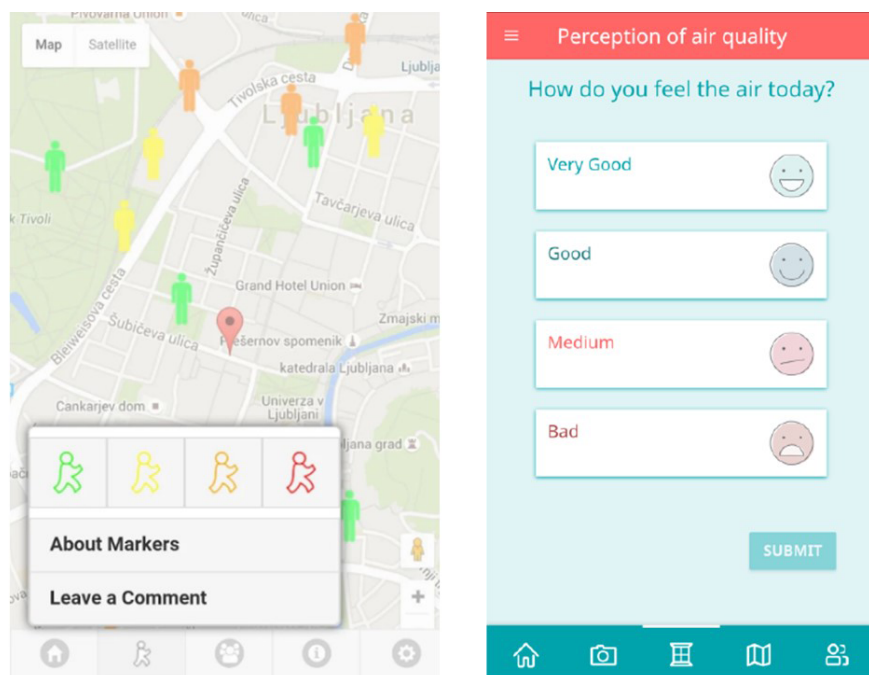 Pivovarna Union
Map
Satellite
Tivolska cesta
Ljublja
Ljubljana
k Tivoli
Tavčarjeva ulica
Župančičeva ulica
Grand Hotel Union
Bleiweisova cesta
Šubičeva ulica
Prešernov spomenik
Zmajski m
katedrala Ljubljana
Cankarjev dom
Univerza v
Ljubljani
ljana grad
About Markers
Leave a Comment
+
Perception of air quality
How do you feel the air today?
Very Good
Good
Medium
Bad
SUBMIT